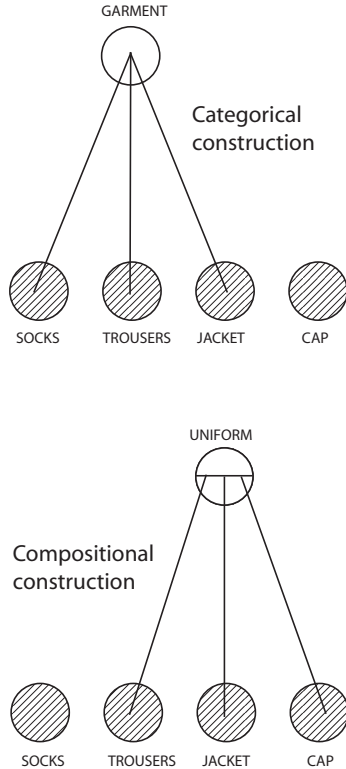 GARMENT
Categorical
construction
SOCKS TROUSERS JACKET CAP
UNIFORM
Compositional
construction
SOCKS TROUSERS JACKET CAP